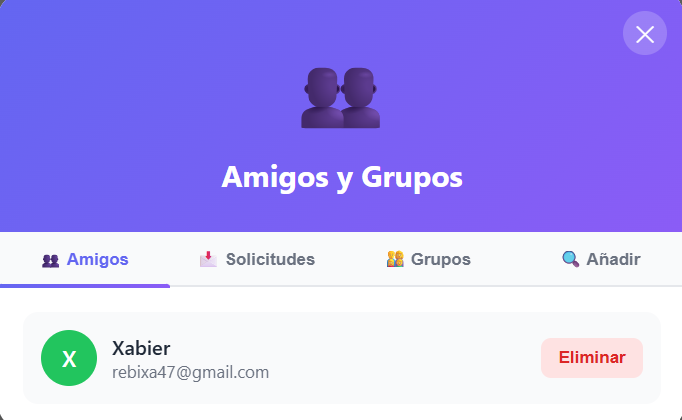 Amigos y Grupos
Amigos
Solicitudes
Grupos
Añadir
X
Xabier
rebixa47@gmail.com
Eliminar